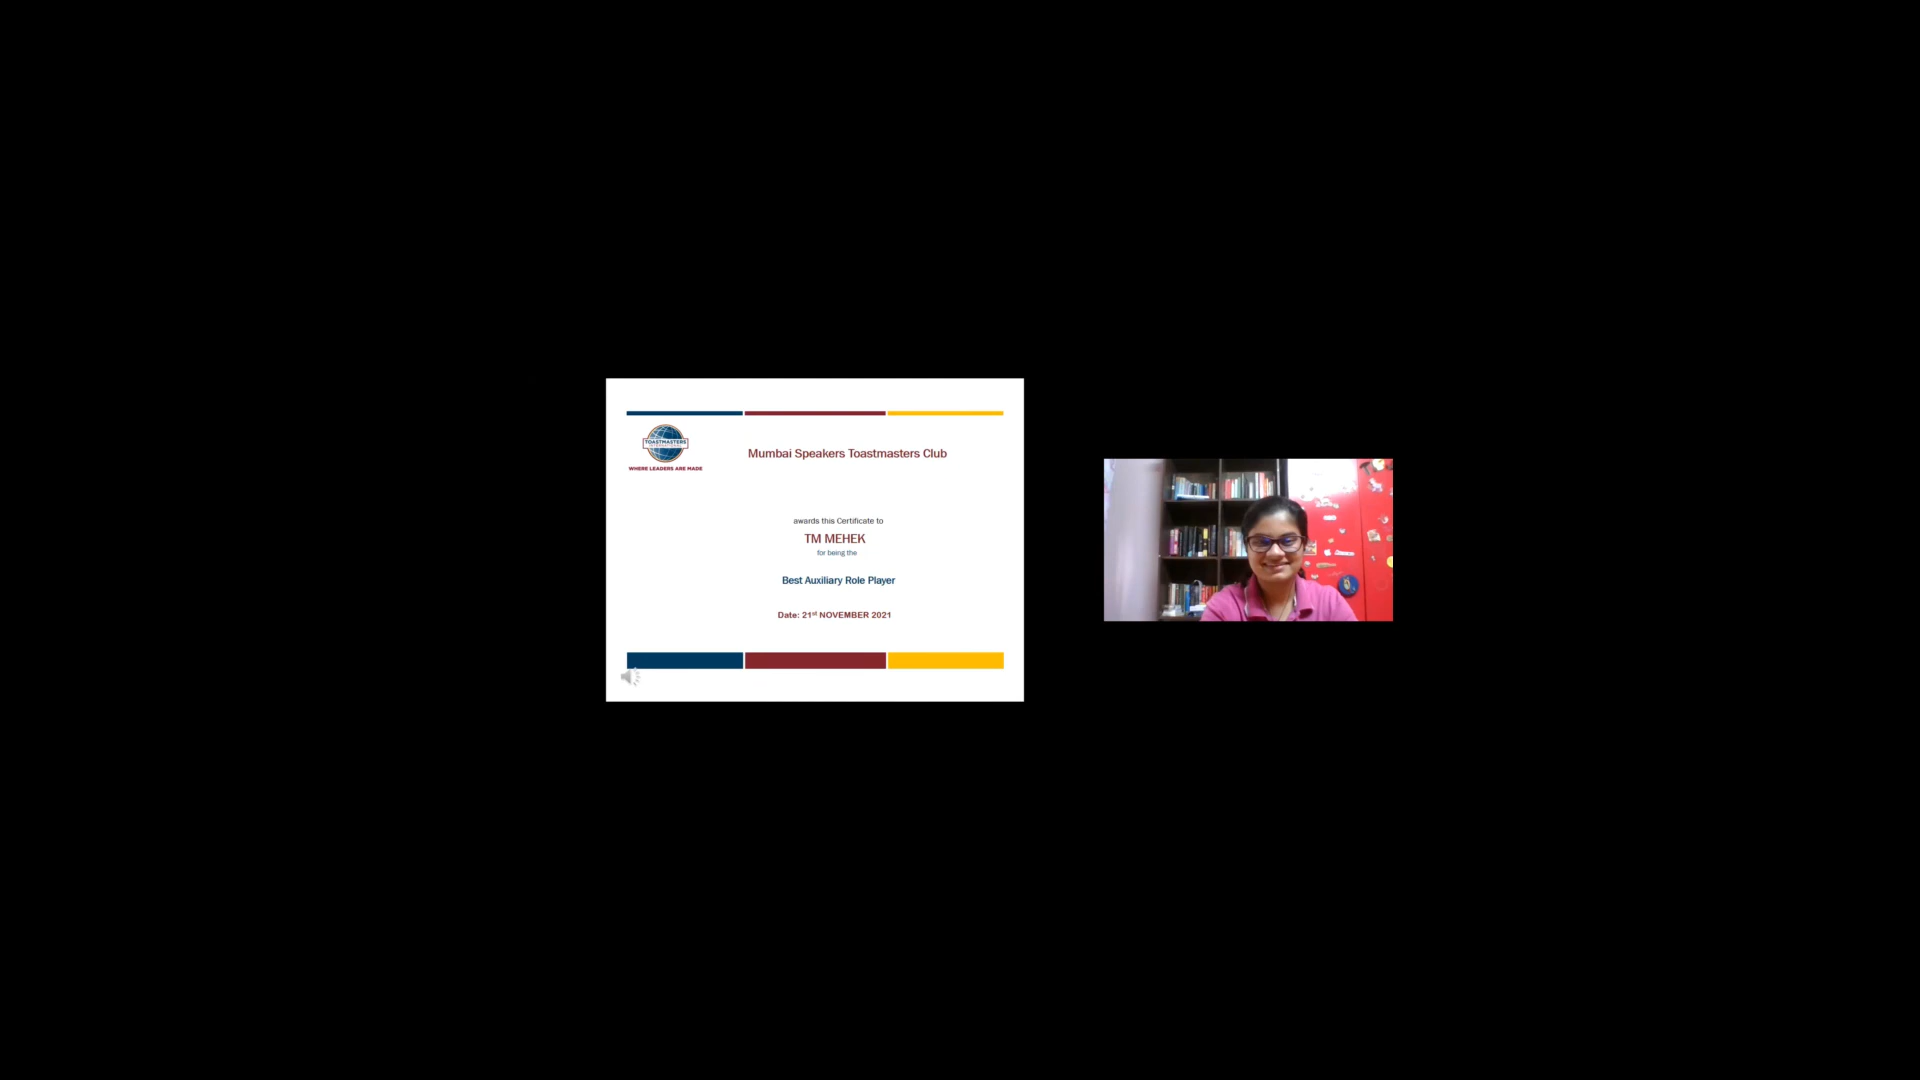 TOASTMASTERS
INTERNATIONAL
WHERE LEADERS ARE MADE
Mumbai Speakers Toastmasters Club
awards this Certificate to
TM MEHEK
for being the
Best Auxiliary Role Player
Date: 21st NOVEMBER 2021